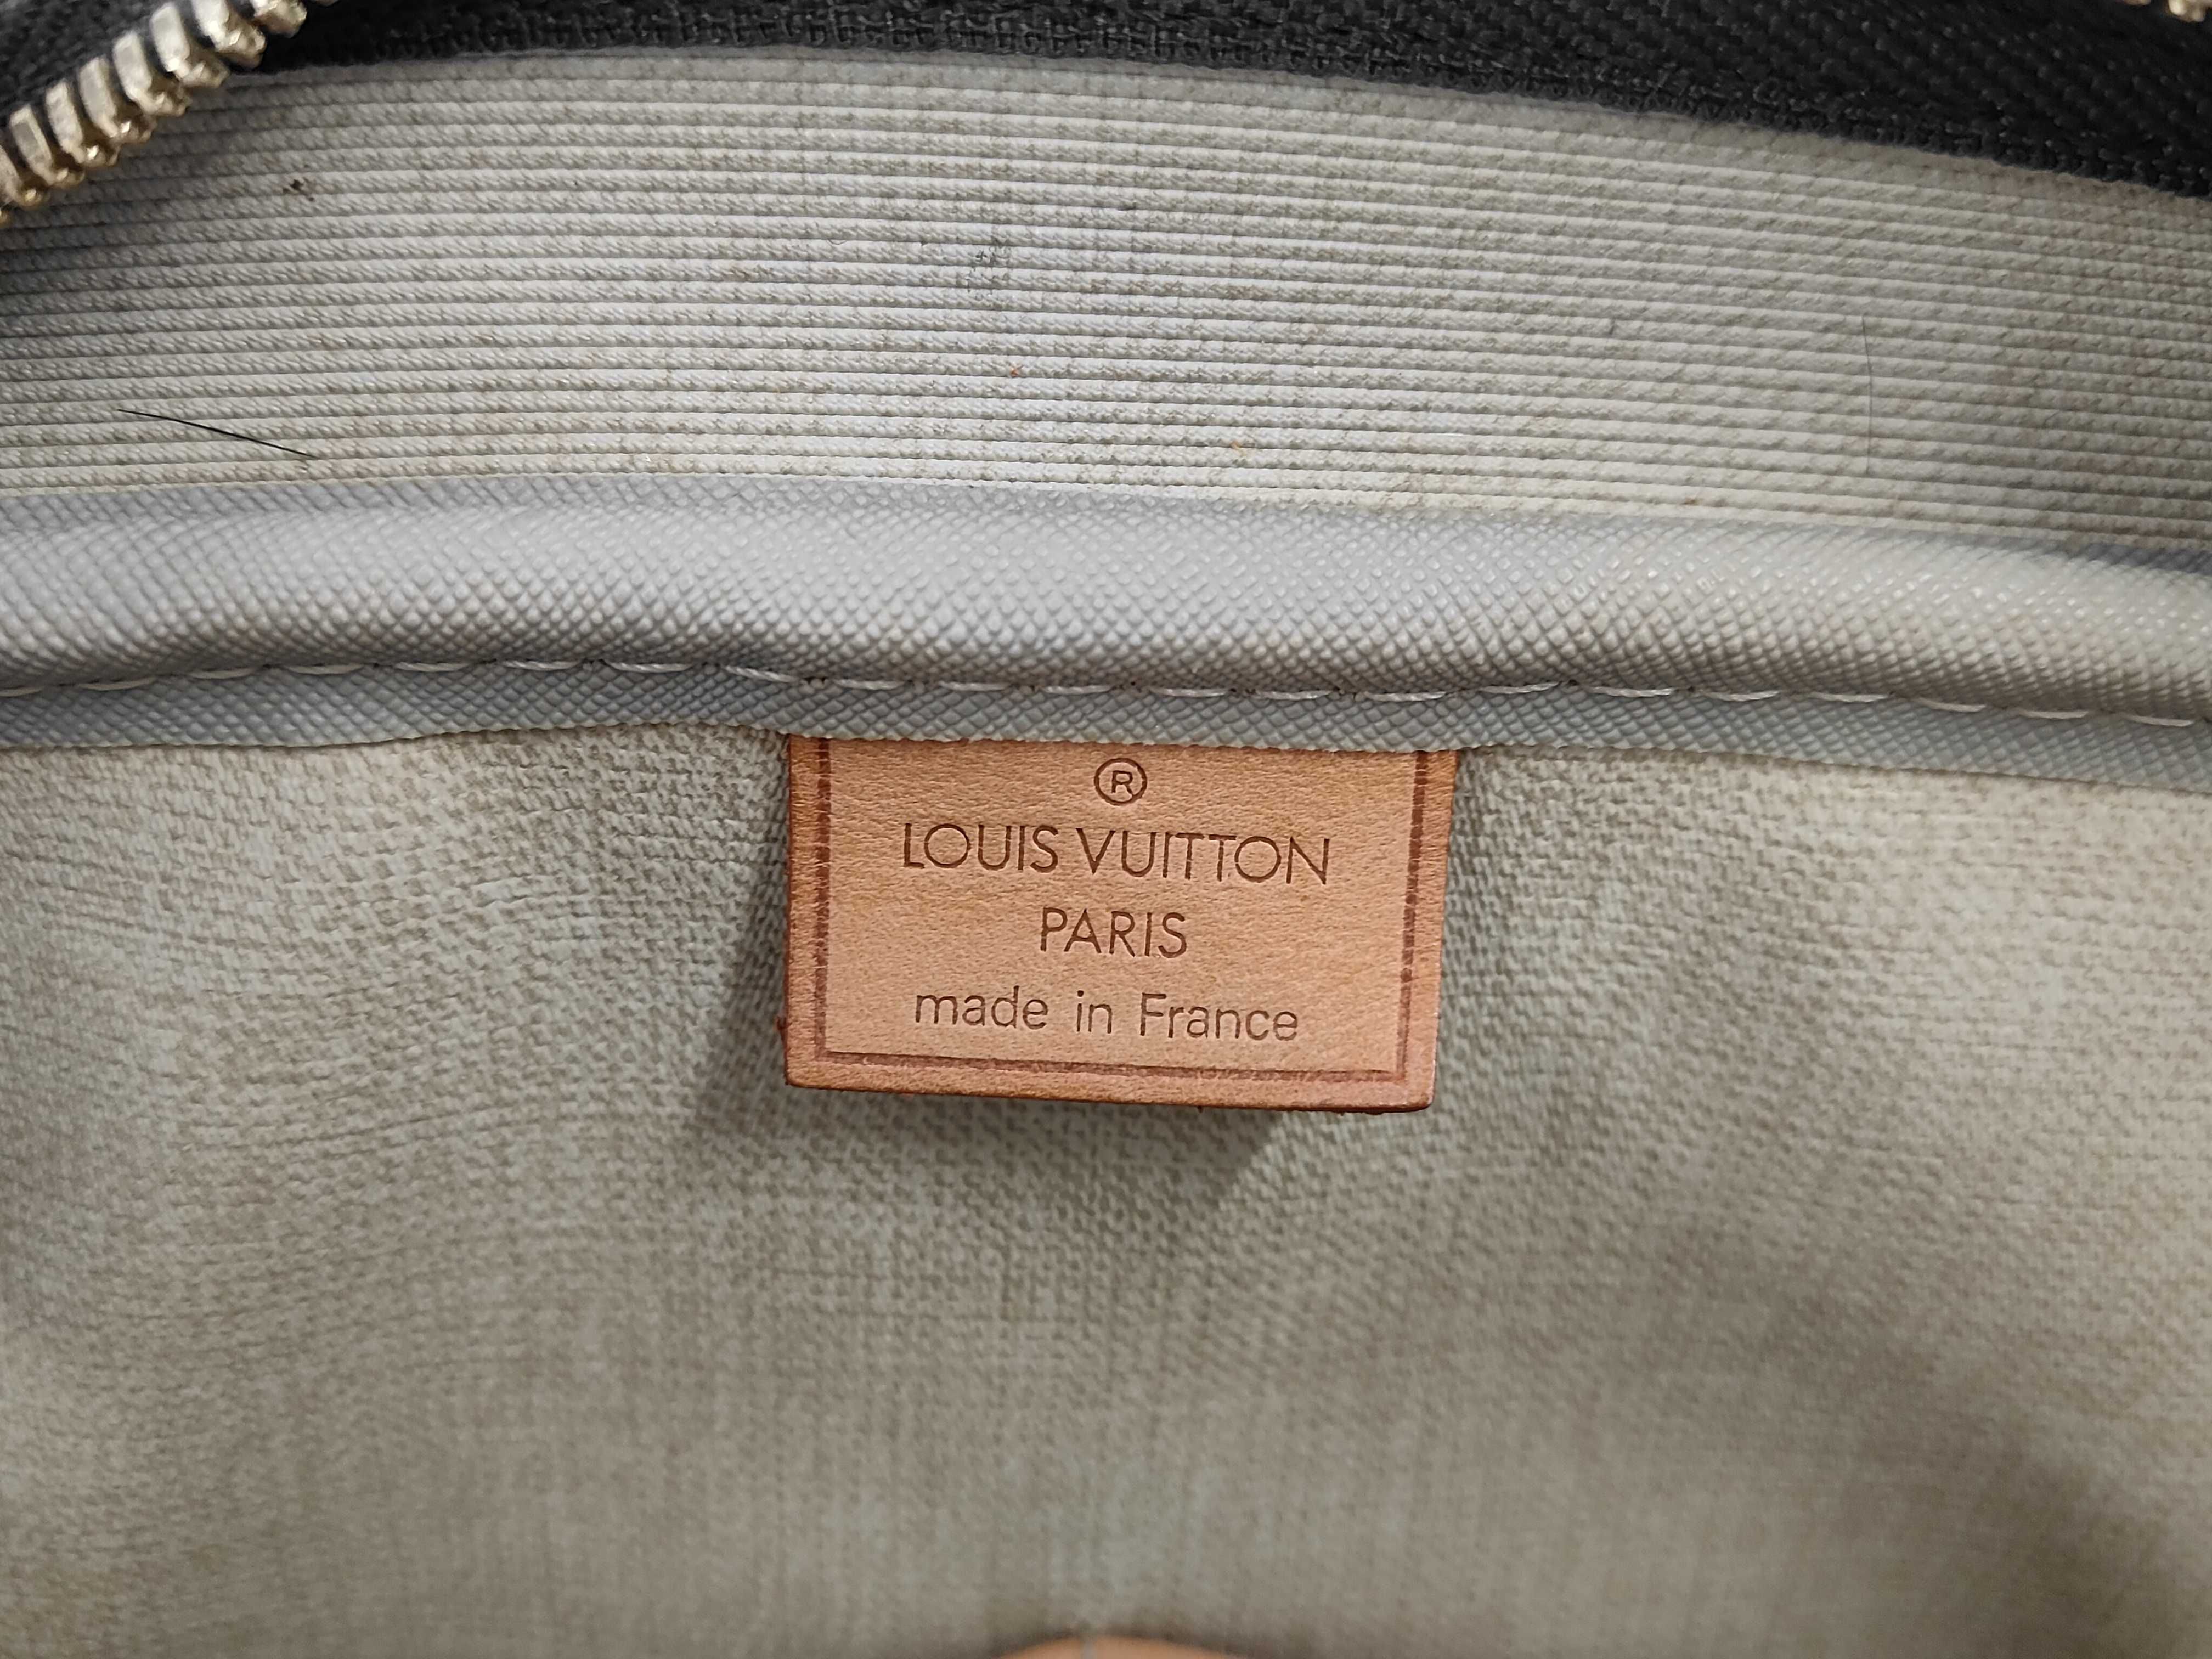 ®
LOUIS VUITTON
PARIS
made in France